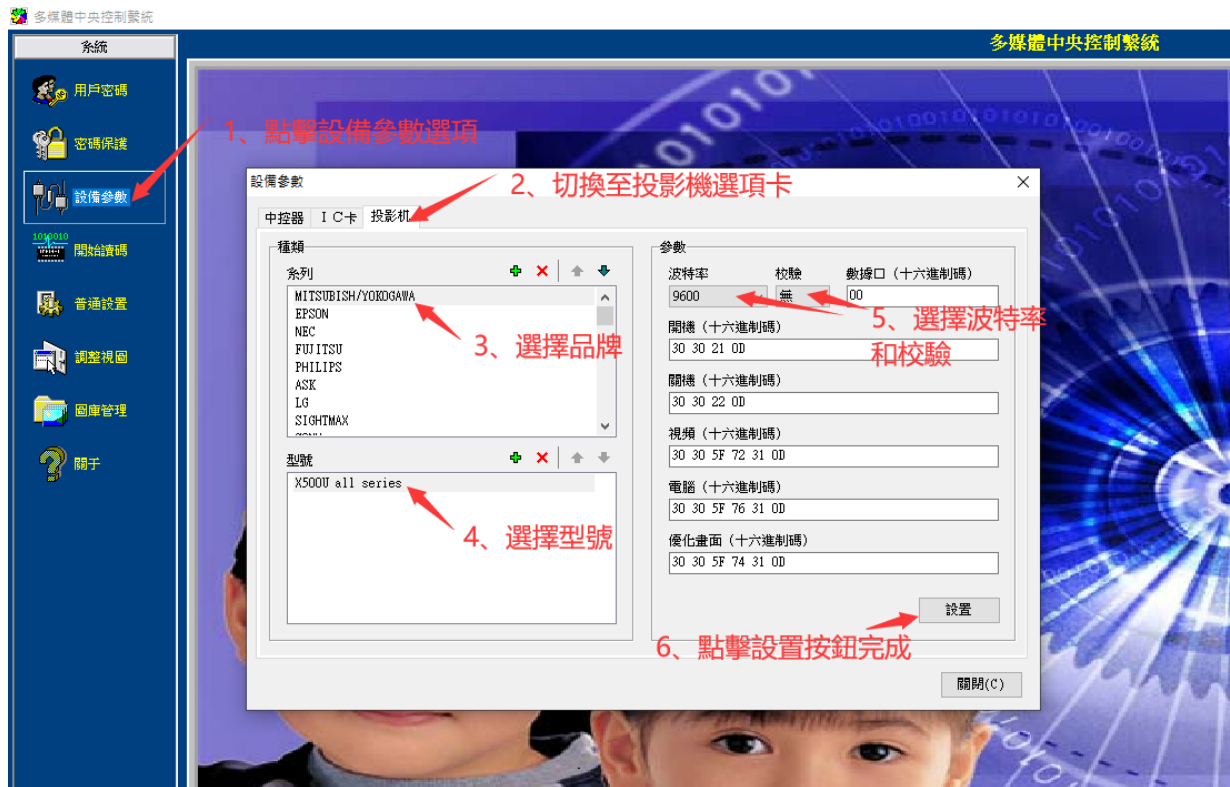 多媒體中央控制繫統
系統
多媒體中央控制繫統
用戶密碼
密碼保護
設備參數
開始讀碼
普通設置
調整視圖
圖庫管理
關于
1、點擊設備參數選項
設備參數
2、切換至投影機選項卡
中控器
IC卡
投影机
種類
系列
MITSUBISH/YOKOGAWA
EPSON
NEC
FUJITSU
PHILIPS
ASK
LG
SIGHTMAX
3、選擇品牌
型號
X500U all series
4、選擇型號
參數
波特率 校驗 數據口（十六進制碼）
9600 無 00
5、選擇波特率
和校驗
開機（十六進制碼）
30 30 21 0D
關機（十六進制碼）
30 30 22 0D
視頻（十六進制碼）
30 30 5F 72 31 0D
電腦（十六進制碼）
30 30 5F 76 31 0D
優化畫面（十六進制碼）
30 30 5F 74 31 0D
設置
6、點擊設置按鈕完成
關閉(C)